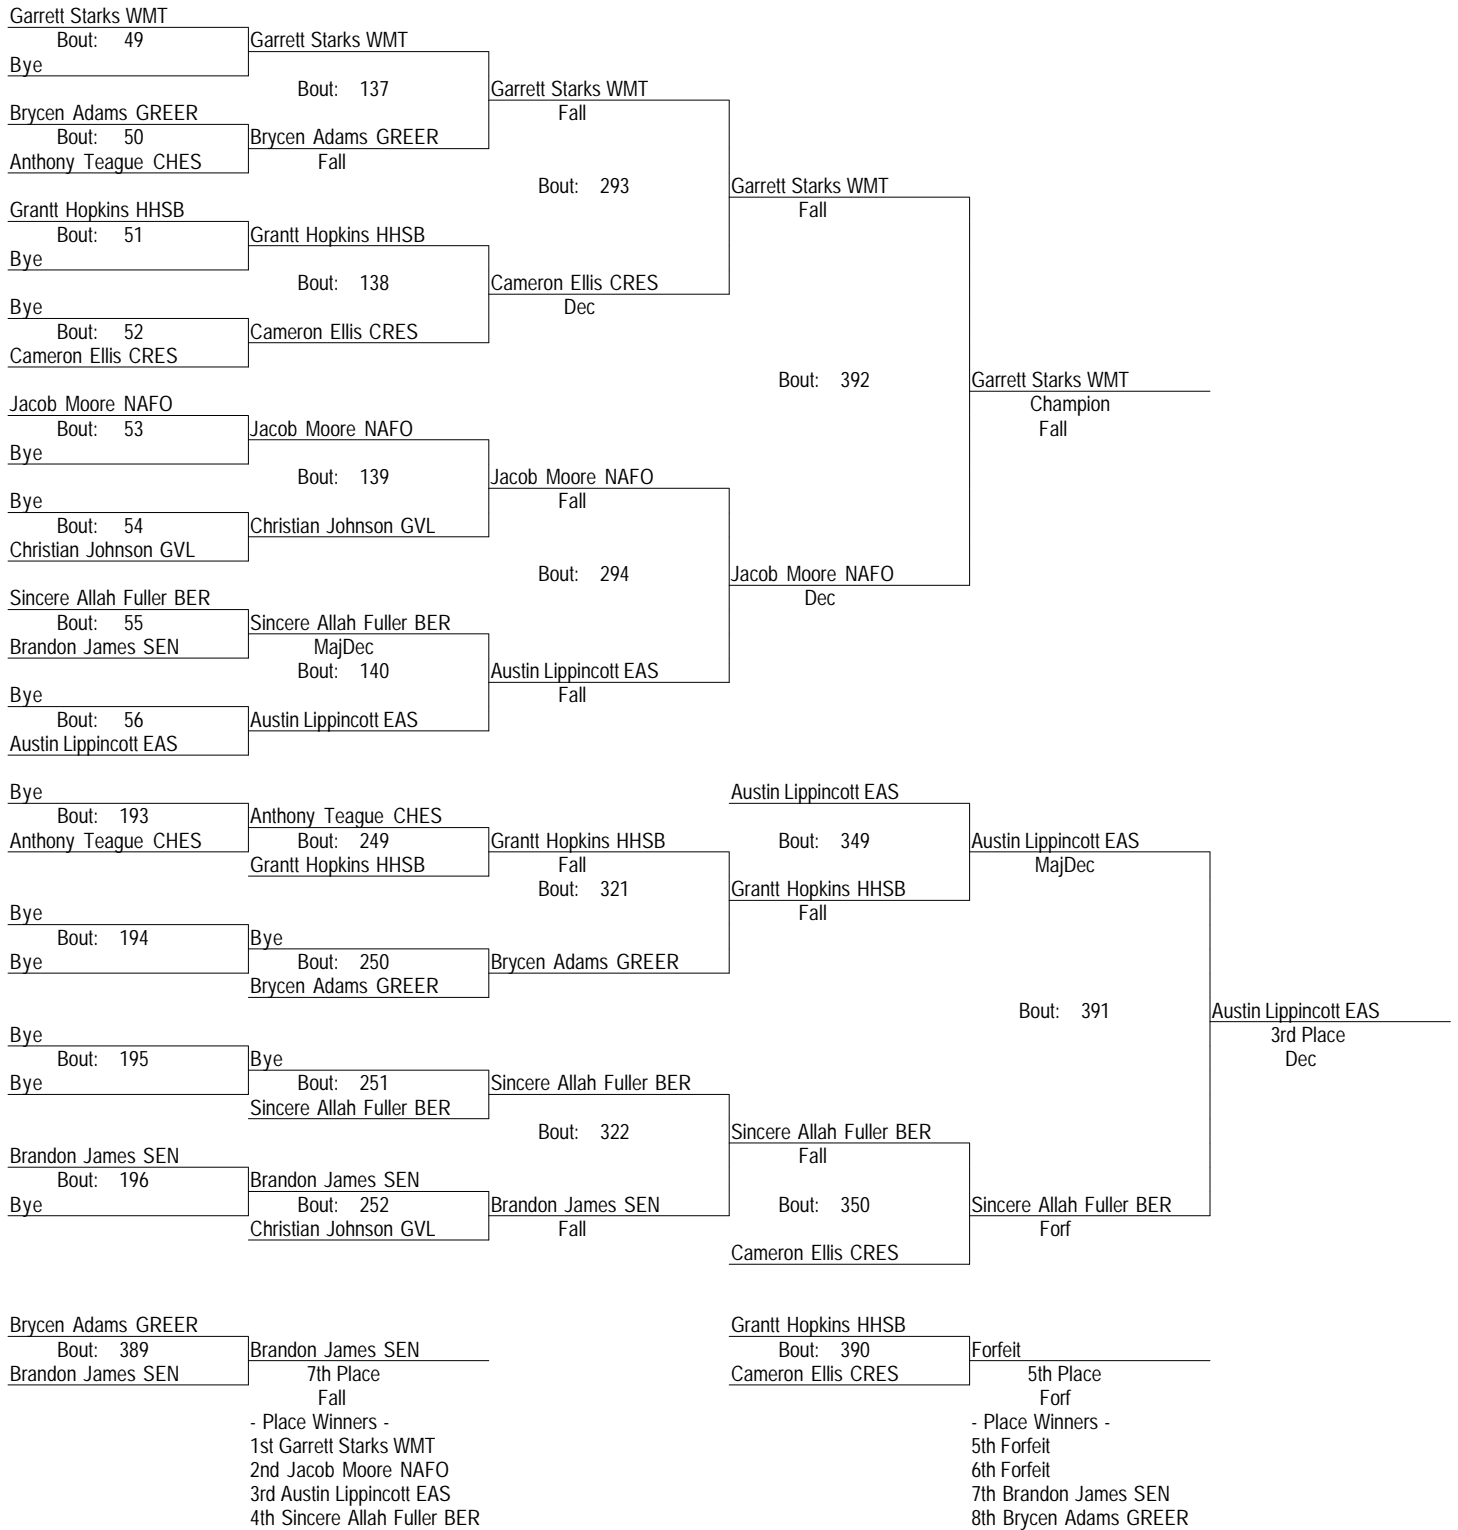 Garrett Starks WMT
Bout: 49
Garrett Starks WMT
Bye
Bout: 137
Garrett Starks WMT
Brycen Adams GREER
Fall
Bout: 50
Brycen Adams GREER
Anthony Teague CHES
Fall
Bout: 293
Garrett Starks WMT
Grantt Hopkins HHSB
Fall
Bout: 51
Grantt Hopkins HHSB
Bye
Bout: 138
Cameron Ellis CRES
Bye
Dec
Bout: 52
Cameron Ellis CRES
Cameron Ellis CRES
Bout: 392
Garrett Starks WMT
Jacob Moore NAFO
Champion
Bout: 53
Jacob Moore NAFO
Fall
Bye
Bout: 139
Jacob Moore NAFO
Bye
Fall
Bout: 54
Christian Johnson GVL
Christian Johnson GVL
Bout: 294
Jacob Moore NAFO
Sincere Allah Fuller BER
Dec
Bout: 55
Sincere Allah Fuller BER
Brandon James SEN
MajDec
Bout: 140
Austin Lippincott EAS
Bye
Fall
Bout: 56
Austin Lippincott EAS
Austin Lippincott EAS
Bye
Austin Lippincott EAS
Bout: 193
Anthony Teague CHES
Anthony Teague CHES
Bout: 249
Grantt Hopkins HHSB
Bout: 349
Austin Lippincott EAS
Grantt Hopkins HHSB
Fall
MajDec
Bout: 321
Grantt Hopkins HHSB
Bye
Fall
Bout: 194
Bye
Bye
Bout: 250
Brycen Adams GREER
Brycen Adams GREER
Bout: 391
Austin Lippincott EAS
Bye
3rd Place
Bout: 195
Bye
Dec
Bye
Bout: 251
Sincere Allah Fuller BER
Sincere Allah Fuller BER
Bout: 322
Sincere Allah Fuller BER
Brandon James SEN
Fall
Bout: 196
Brandon James SEN
Bye
Bout: 252
Brandon James SEN
Bout: 350
Sincere Allah Fuller BER
Christian Johnson GVL
Fall
Forf
Cameron Ellis CRES
Brycen Adams GREER
Grantt Hopkins HHSB
Bout: 389
Brandon James SEN
Bout: 390
Forfeit
Brandon James SEN
7th Place
Cameron Ellis CRES
5th Place
Fall
Forf
- Place Winners -
- Place Winners -
1st Garrett Starks WMT
5th Forfeit
2nd Jacob Moore NAFO
6th Forfeit
3rd Austin Lippincott EAS
7th Brandon James SEN
4th Sincere Allah Fuller BER
8th Brycen Adams GREER